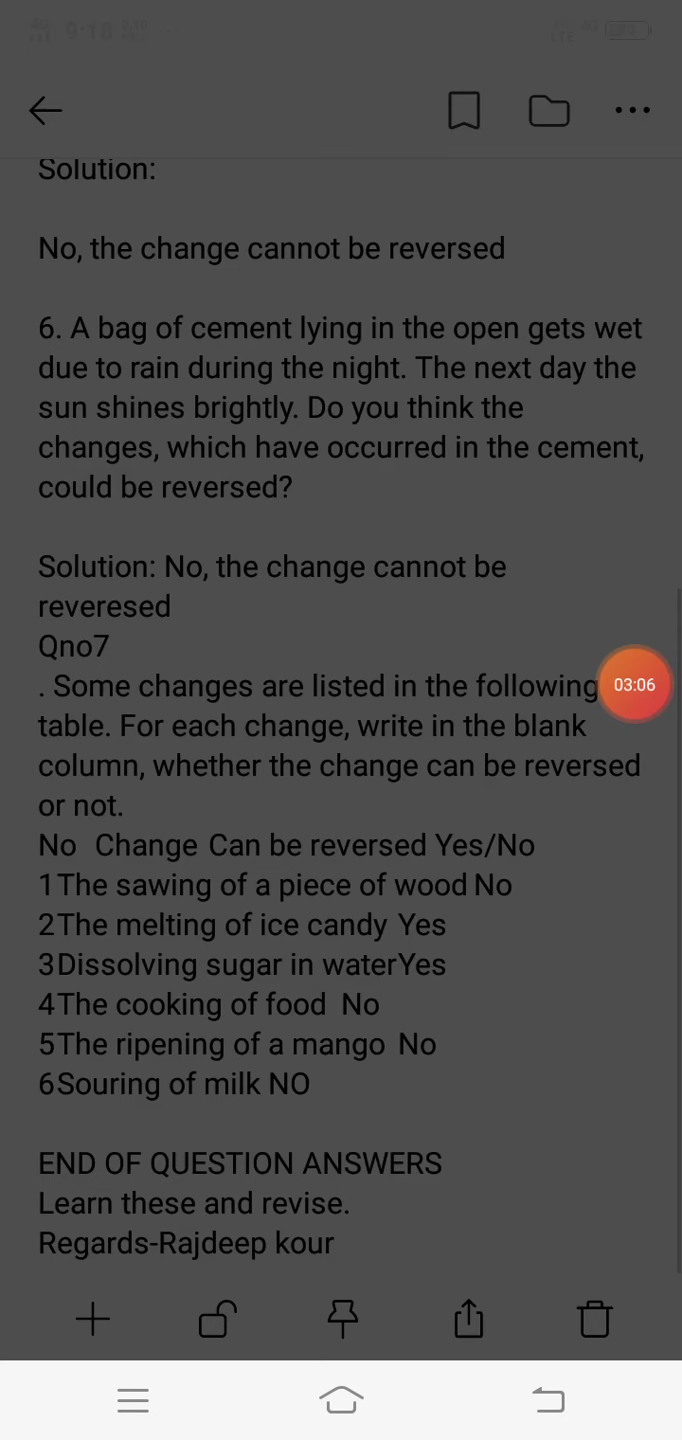 9:18
Solution:
No, the change cannot be reversed
6. A bag of cement lying in the open gets wet
due to rain during the night. The next day the
sun shines brightly. Do you think the
changes, which have occurred in the cement,
could be reversed?
Solution: No, the change cannot be
reveresed
Qno7
. Some changes are listed in the following
03:06
table. For each change, write in the blank
column, whether the change can be reversed
or not.
No Change Can be reversed Yes/No
1The sawing of a piece of wood No
2The melting of ice candy Yes
3Dissolving sugar in waterYes
4The cooking of food No
5The ripening of a mango No
6Souring of milk NO
END OF QUESTION ANSWERS
Learn these and revise.
Regards-Rajdeep kour